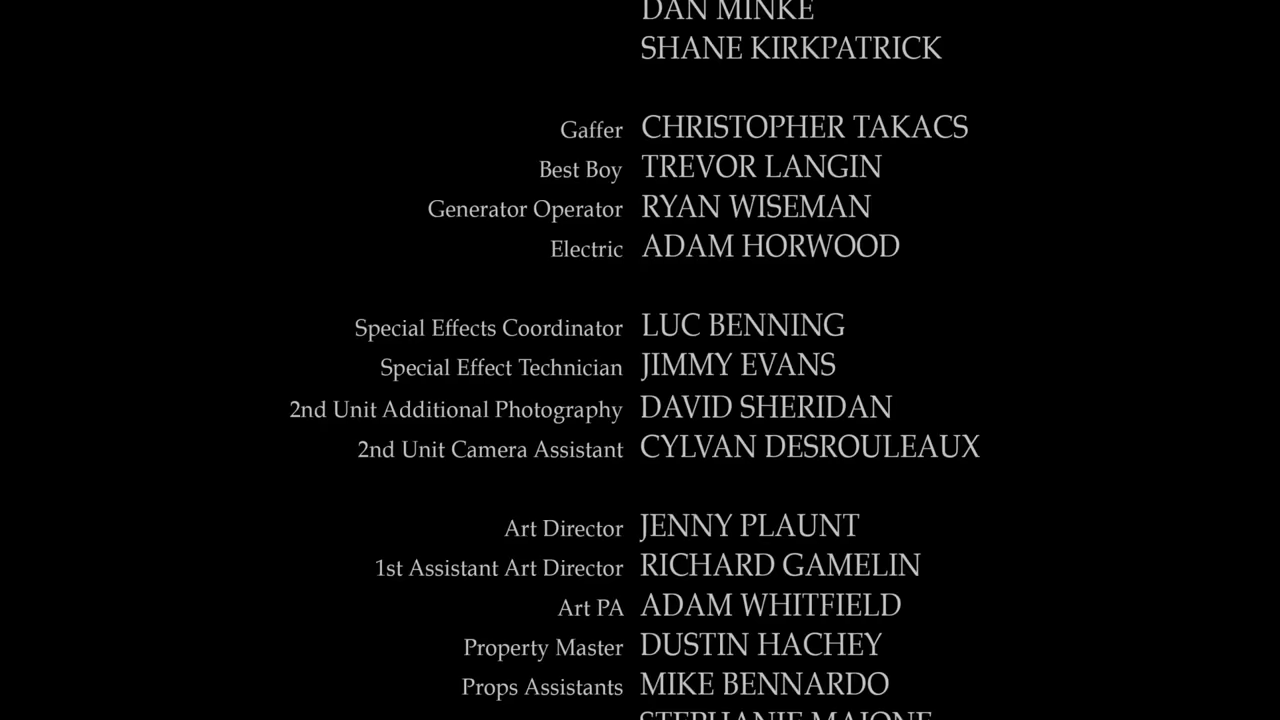 DAN MINKE
SHANE KIRKPATRICK
Gaffer CHRISTOPHER TAKACS
Best Boy TREVOR LANGIN
Generator Operator RYAN WISEMAN
Electric ADAM HORWOOD
Special Effects Coordinator LUC BENNING
Special Effect Technician JIMMY EVANS
2nd Unit Additional Photography DAVID SHERIDAN
2nd Unit Camera Assistant CYLVAN DESROULEAUX
Art Director JENNY PLAUNT
1st Assistant Art Director RICHARD GAMELIN
Art PA ADAM WHITFIELD
Property Master DUSTIN HACHEY
Props Assistants MIKE BENNARDO
STEPHANIE MAIONE